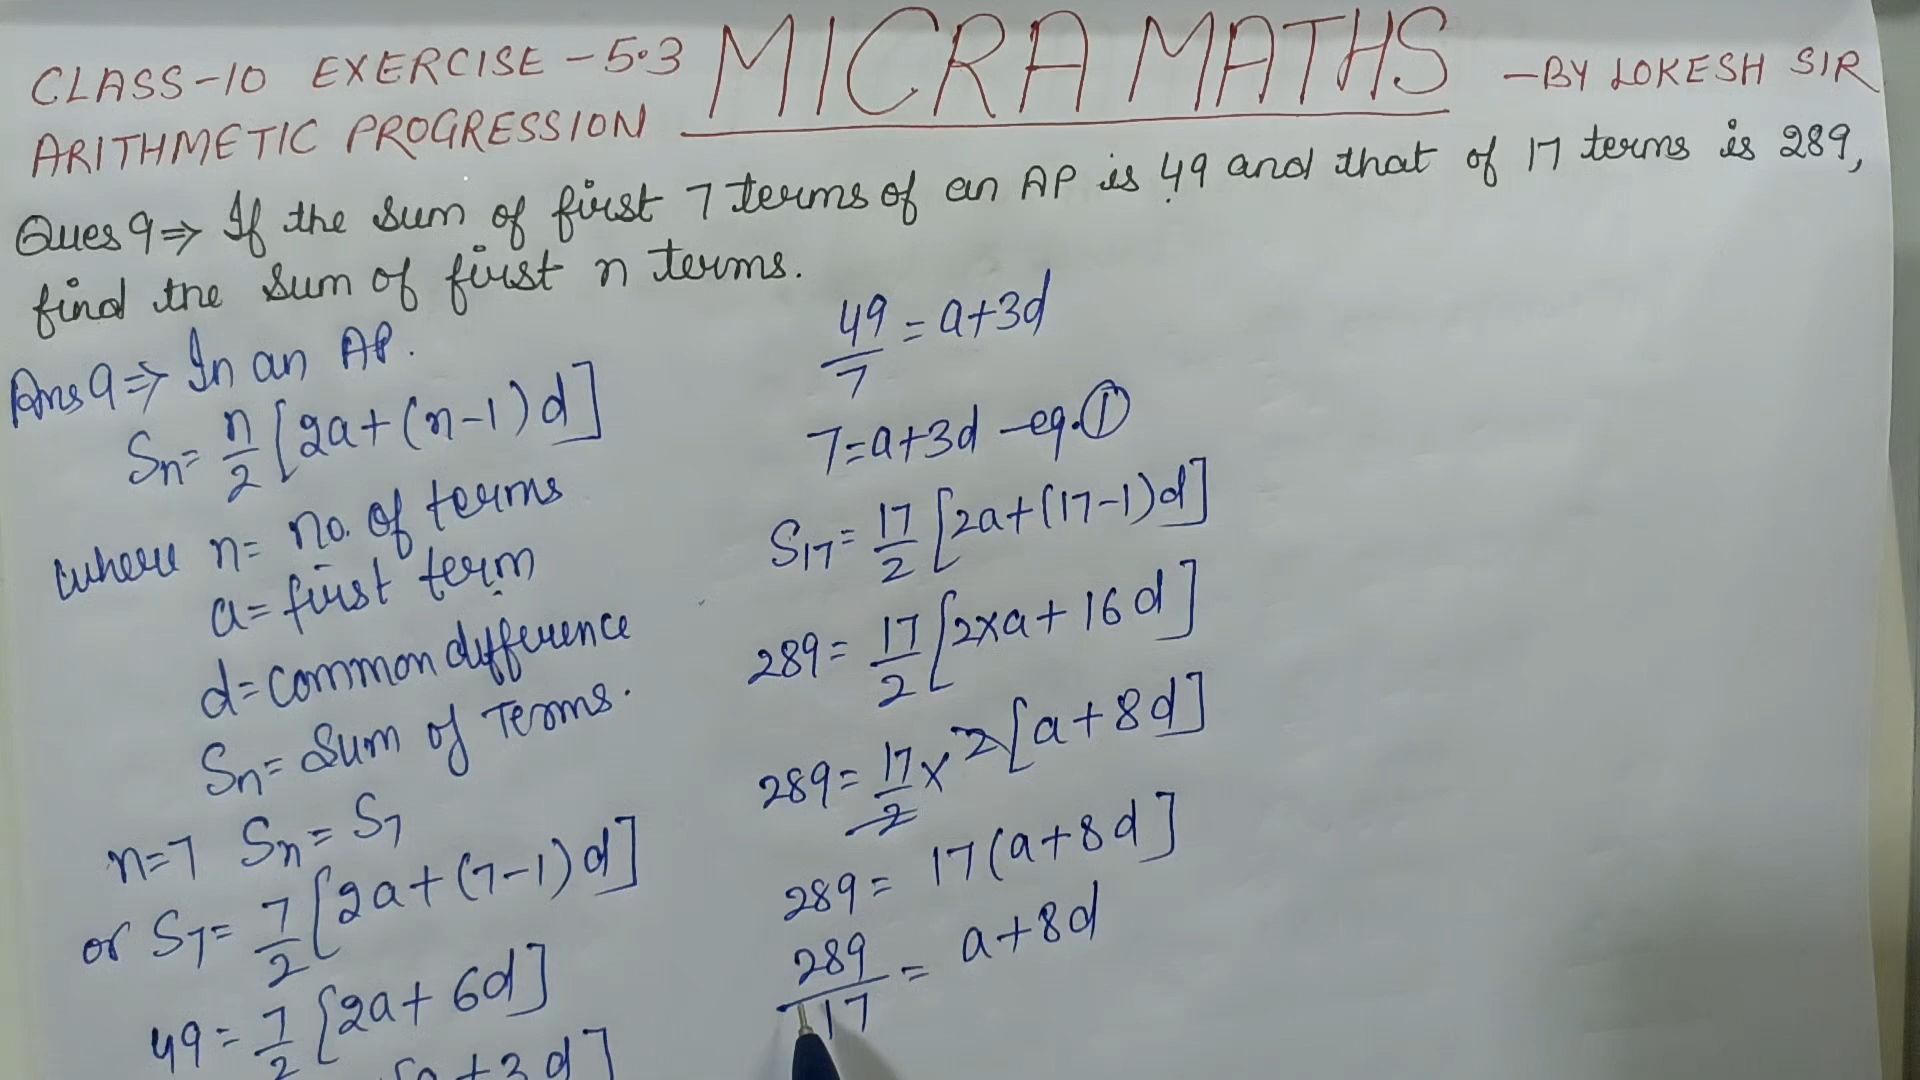 CLASS-10 EXERCISE-5.3 MICRA MATHS -BY LOKESH SIR
ARITHMETIC PROGRESSION
Ques 9⇒ If the sum of first 7 terms of an AP is 49 and that of 17 terms is 289,
find the sum of first n terms.
Ans 9⇒ In an AP.
Sn= n/2 [2a+(n-1)d]
where n= no. of terms
a= first term
d= common difference
Sn= Sum of Terms.
n=7 Sn= S7
or S7= 7/2 [2a+(7-1)d]
49= 7/2 [2a+6d]
[a+3d]
49/7 = a+3d
7=a+3d -eq.①
S17= 17/2 [2a+(17-1)d]
289= 17/2 [2×a+16d]
289= 17/2 × 2[a+8d]
289= 17(a+8d]
289/17 = a+8d